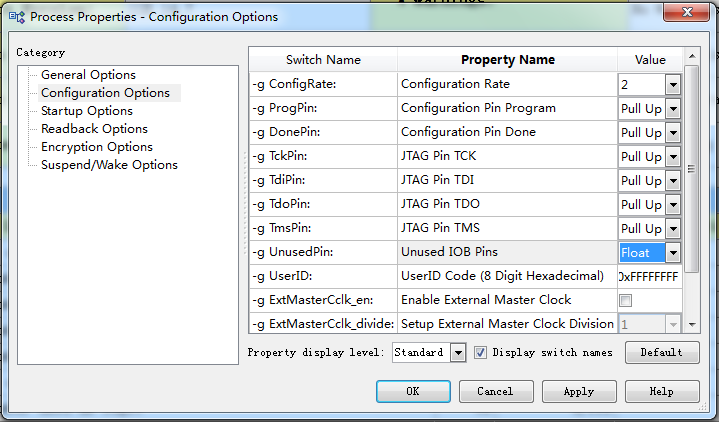 Process Properties - Configuration Options
Category
General Options
Configuration Options
Startup Options
Readback Options
Encryption Options
Suspend/Wake Options
Switch Name Property Name Value
-g ConfigRate: Configuration Rate 2
-g ProgPin: Configuration Pin Program Pull Up
-g DonePin: Configuration Pin Done Pull Up
-g TckPin: JTAG Pin TCK Pull Up
-g TdiPin: JTAG Pin TDI Pull Up
-g TdoPin: JTAG Pin TDO Pull Up
-g TmsPin: JTAG Pin TMS Pull Up
-g UnusedPin: Unused IOB Pins Float
-g UserID: UserID Code (8 Digit Hexadecimal) 0xFFFFFFFF
-g ExtMasterCclk_en: Enable External Master Clock
-g ExtMasterCclk_divide: Setup External Master Clock Division 1
Property display level: Standard Display switch names Default
OK Cancel Apply Help